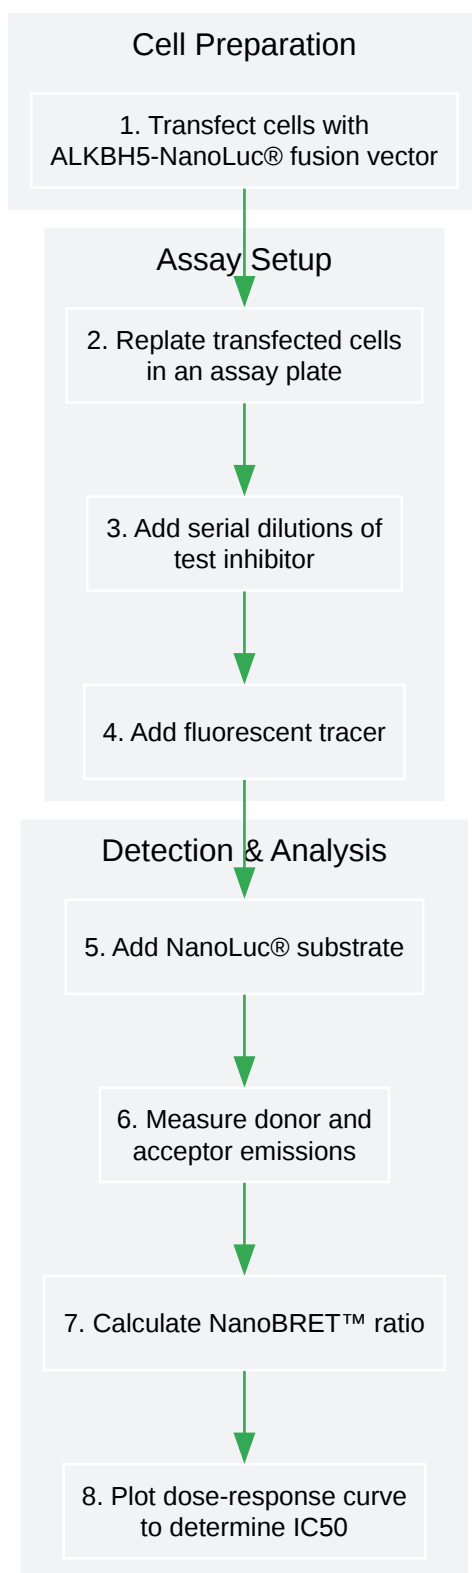 Cell Preparation
1. Transfect cells with
ALKBH5-NanoLuc® fusion vector
Assay Setup
2. Replate transfected cells
in an assay plate
3. Add serial dilutions of
test inhibitor
4. Add fluorescent tracer
Detection & Analysis
5. Add NanoLuc® substrate
6. Measure donor and
acceptor emissions
7. Calculate NanoBRET™ ratio
8. Plot dose-response curve
to determine IC50